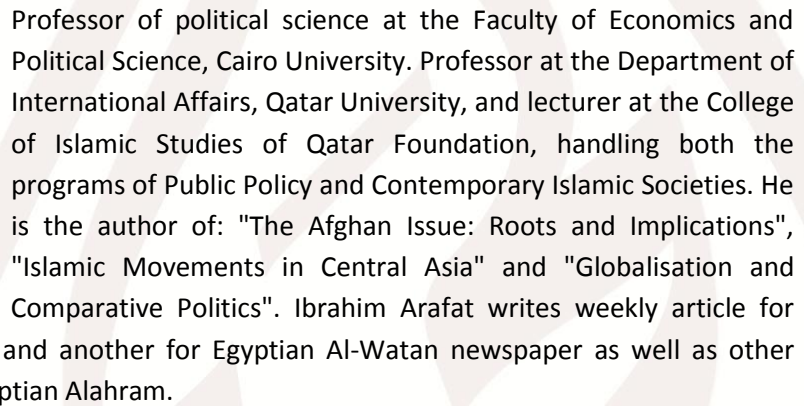 Professor of political science at the Faculty of Economics and
Political Science, Cairo University. Professor at the Department of
International Affairs, Qatar University, and lecturer at the College
of Islamic Studies of Qatar Foundation, handling both the
programs of Public Policy and Contemporary Islamic Societies. He
is the author of: "The Afghan Issue: Roots and Implications",
"Islamic Movements in Central Asia" and "Globalisation and
Comparative Politics". Ibrahim Arafat writes weekly article for
and another for Egyptian Al-Watan newspaper as well as other
ptian Alahram.